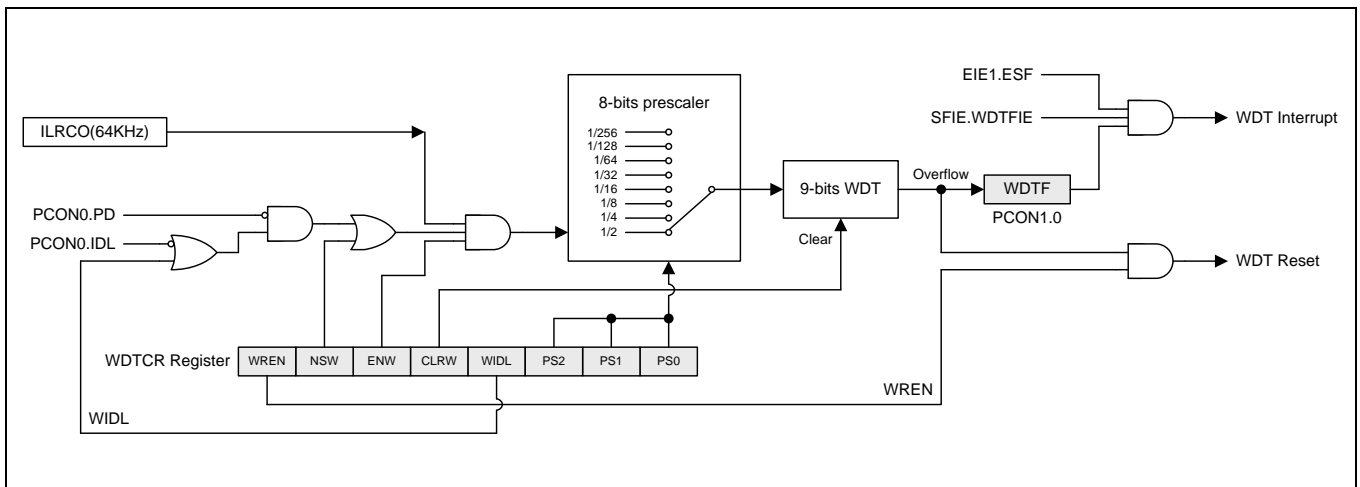 EIE1.ESF
8-bits prescaler
ILRCO(64KHz)
SFIE.WDTFIE
WDT Interrupt
1/256
1/128
1/64
1/32
1/16
1/8
1/4
1/2
9-bits WDT
Overflow
WDTF
PCON1.0
PCON0.PD
PCON0.IDL
Clear
WDT Reset
WDTCR Register
WREN
NSW
ENW
CLRW
WIDL
PS2
PS1
PS0
WREN
WIDL